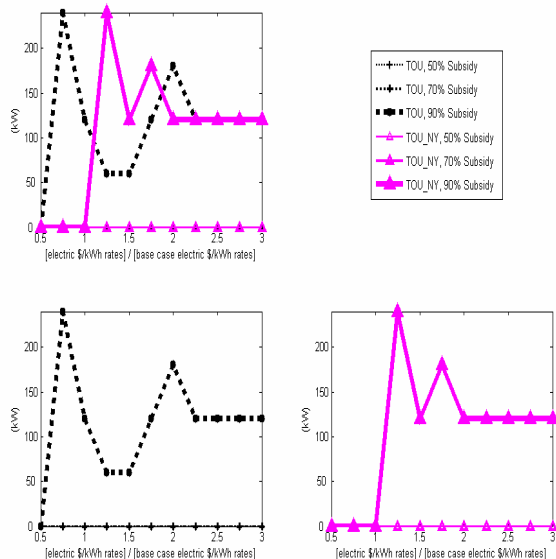 200
150
(kW)
100
50
0
0.5 1 1.5 2 2.5 3
[electric $/kWh rates] / [base case electric $/kWh rates]
TOU, 50% Subsidy
TOU, 70% Subsidy
TOU, 90% Subsidy
TOU_NY, 50% Subsidy
TOU_NY, 70% Subsidy
TOU_NY, 90% Subsidy
200
150
(kW)
100
50
0
0.5 1 1.5 2 2.5 3
[electric $/kWh rates] / [base case electric $/kWh rates]
200
150
(kW)
100
50
0
0.5 1 1.5 2 2.5 3
[electric $/kWh rates] / [base case electric $/kWh rates]